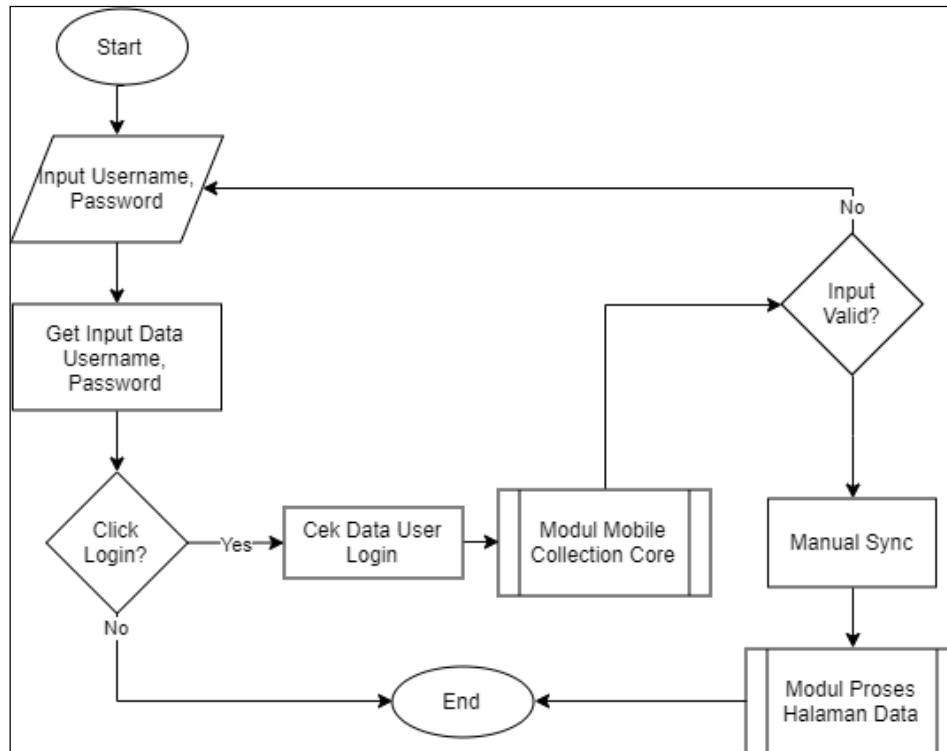 Start
Input Username,
Password
Get Input Data
Username,
Password
Click
Login?
Yes
No
Cek Data User
Login
Modul Mobile
Collection Core
No
Input
Valid?
Manual Sync
Modul Proses
Halaman Data
End